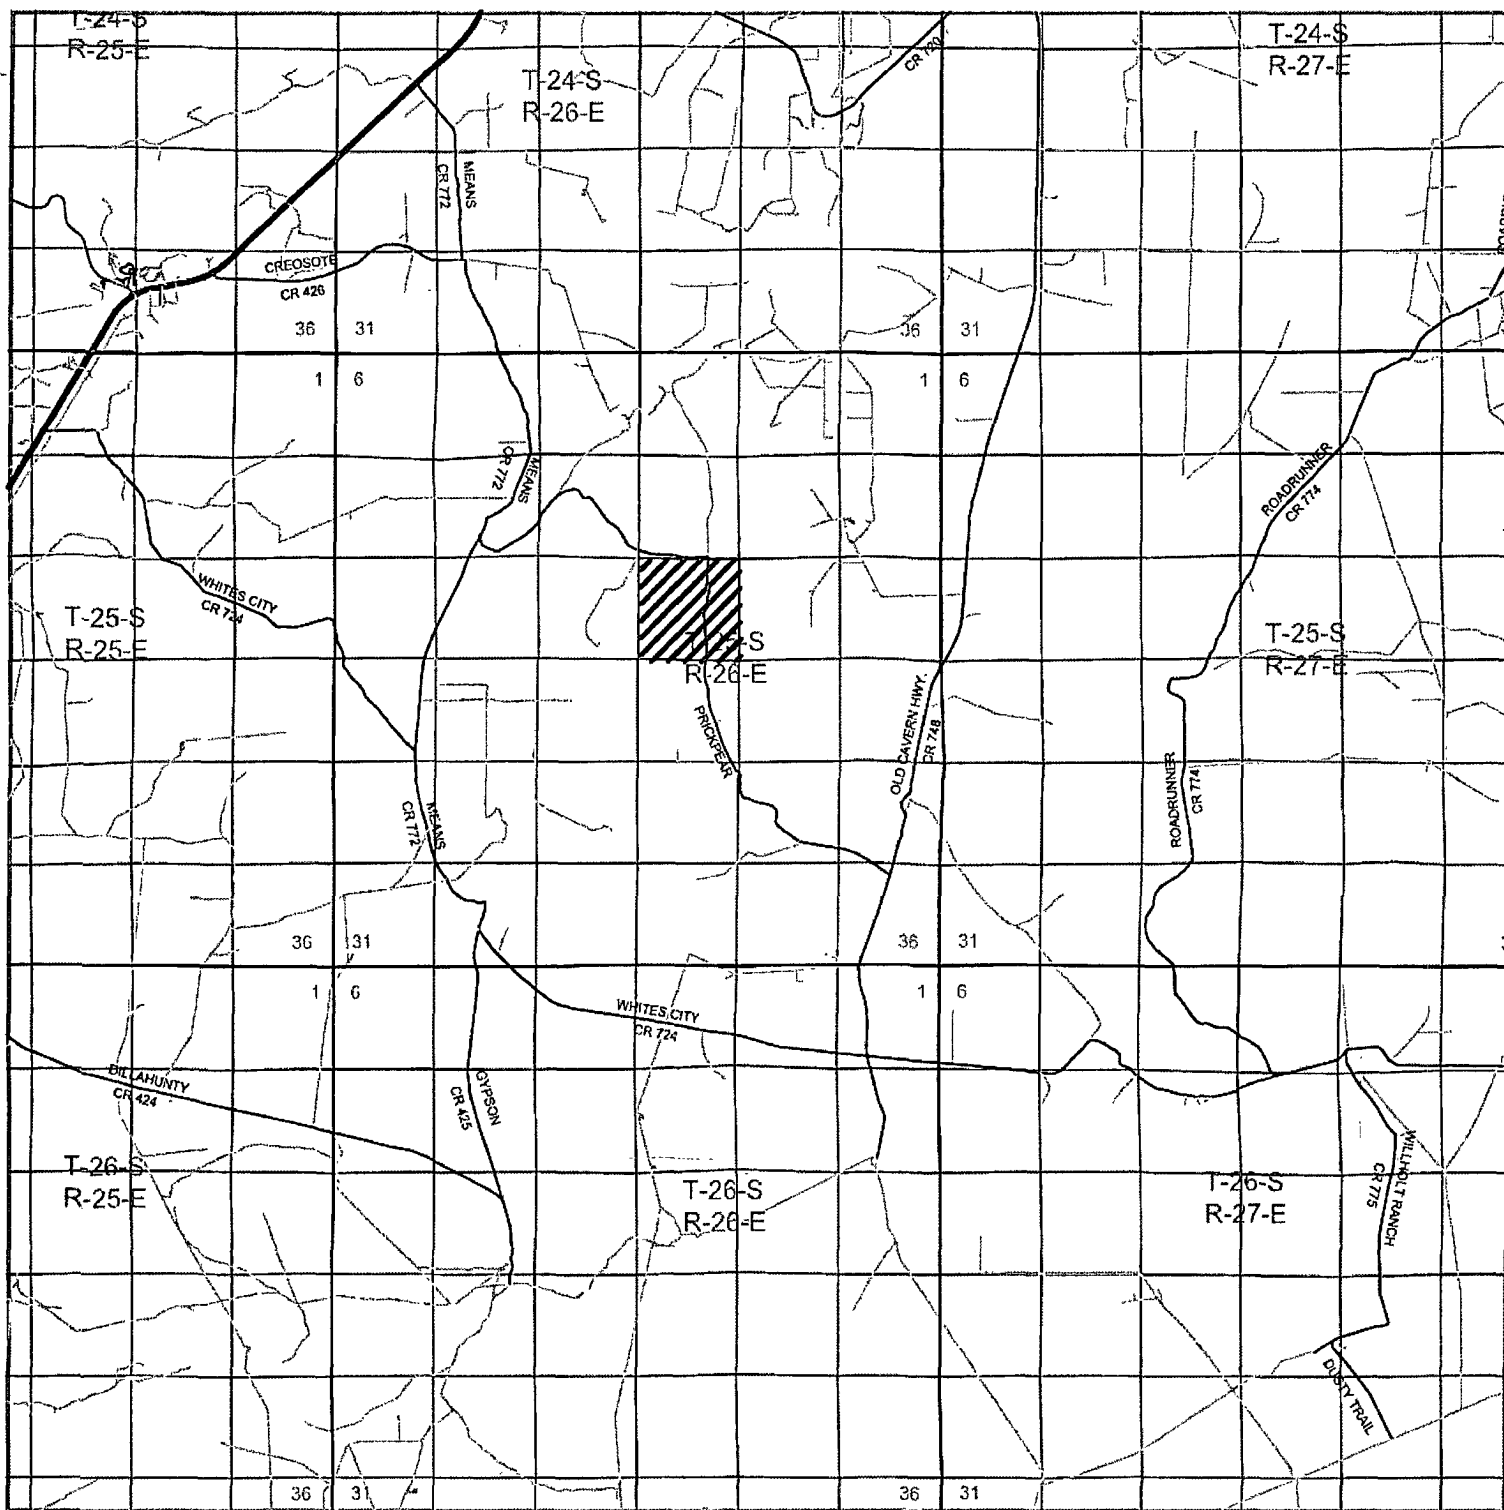 T-24-S
R-25-E
T-24-S
R-26-E
CR 720
T-24-S
R-27-E
MEANS
CR 772
CREOSOTE
CR 426
36 31
1 6
36 31
1 6
MEANS
CR 772
ROADRUNNER
CR 774
WHITES CITY
CR 724
T-25-S
R-25-E
R-26-E
T-25-S
R-27-E
PRICKPEAR
OLD CAVERN HWY.
CR 748
ROADRUNNER
CR 774
MEANS
CR 772
36 31
1 6
36 31
1 6
WHITES CITY
CR 724
BILLAHUNTY
CR 424
GYPSON
CR 425
T-26-S
R-25-E
T-26-S
R-26-E
T-26-S
R-27-E
WILLHOLT RANCH
CR 775
DUSTY TRAIL
36 31
36 31